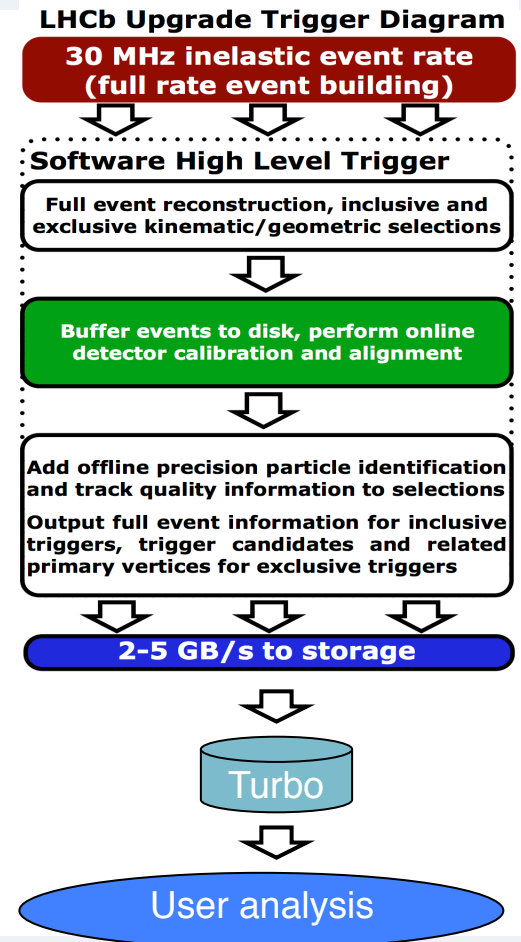 LHCb Upgrade Trigger Diagram
30 MHz inelastic event rate
(full rate event building)
Software High Level Trigger
Full event reconstruction, inclusive and
exclusive kinematic/geometric selections
Buffer events to disk, perform online
detector calibration and alignment
Add offline precision particle identification
and track quality information to selections
Output full event information for inclusive
triggers, trigger candidates and related
primary vertices for exclusive triggers
2-5 GB/s to storage
Turbo
User analysis